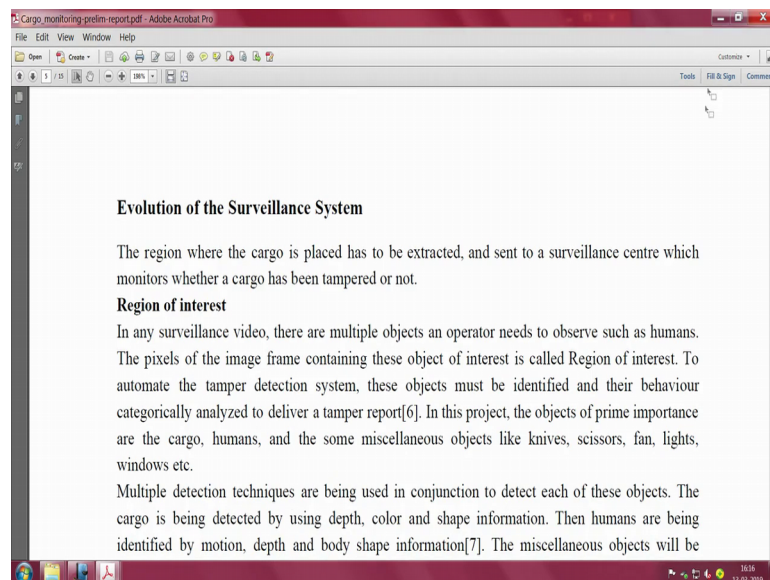 Cargo_monitoring-prelim-report.pdf - Adobe Acrobat Pro
File Edit View Window Help
Open Create Customize
5 / 15 198% Tools Fill & Sign Commen
Evolution of the Surveillance System
The region where the cargo is placed has to be extracted, and sent to a surveillance centre which
monitors whether a cargo has been tampered or not.
Region of interest
In any surveillance video, there are multiple objects an operator needs to observe such as humans.
The pixels of the image frame containing these object of interest is called Region of interest. To
automate the tamper detection system, these objects must be identified and their behaviour
categorically analyzed to deliver a tamper report[6]. In this project, the objects of prime importance
are the cargo, humans, and the some miscellaneous objects like knives, scissors, fan, lights,
windows etc.
Multiple detection techniques are being used in conjunction to detect each of these objects. The
cargo is being detected by using depth, color and shape information. Then humans are being
identified by motion, depth and body shape information[7]. The miscellaneous objects will be
16:16